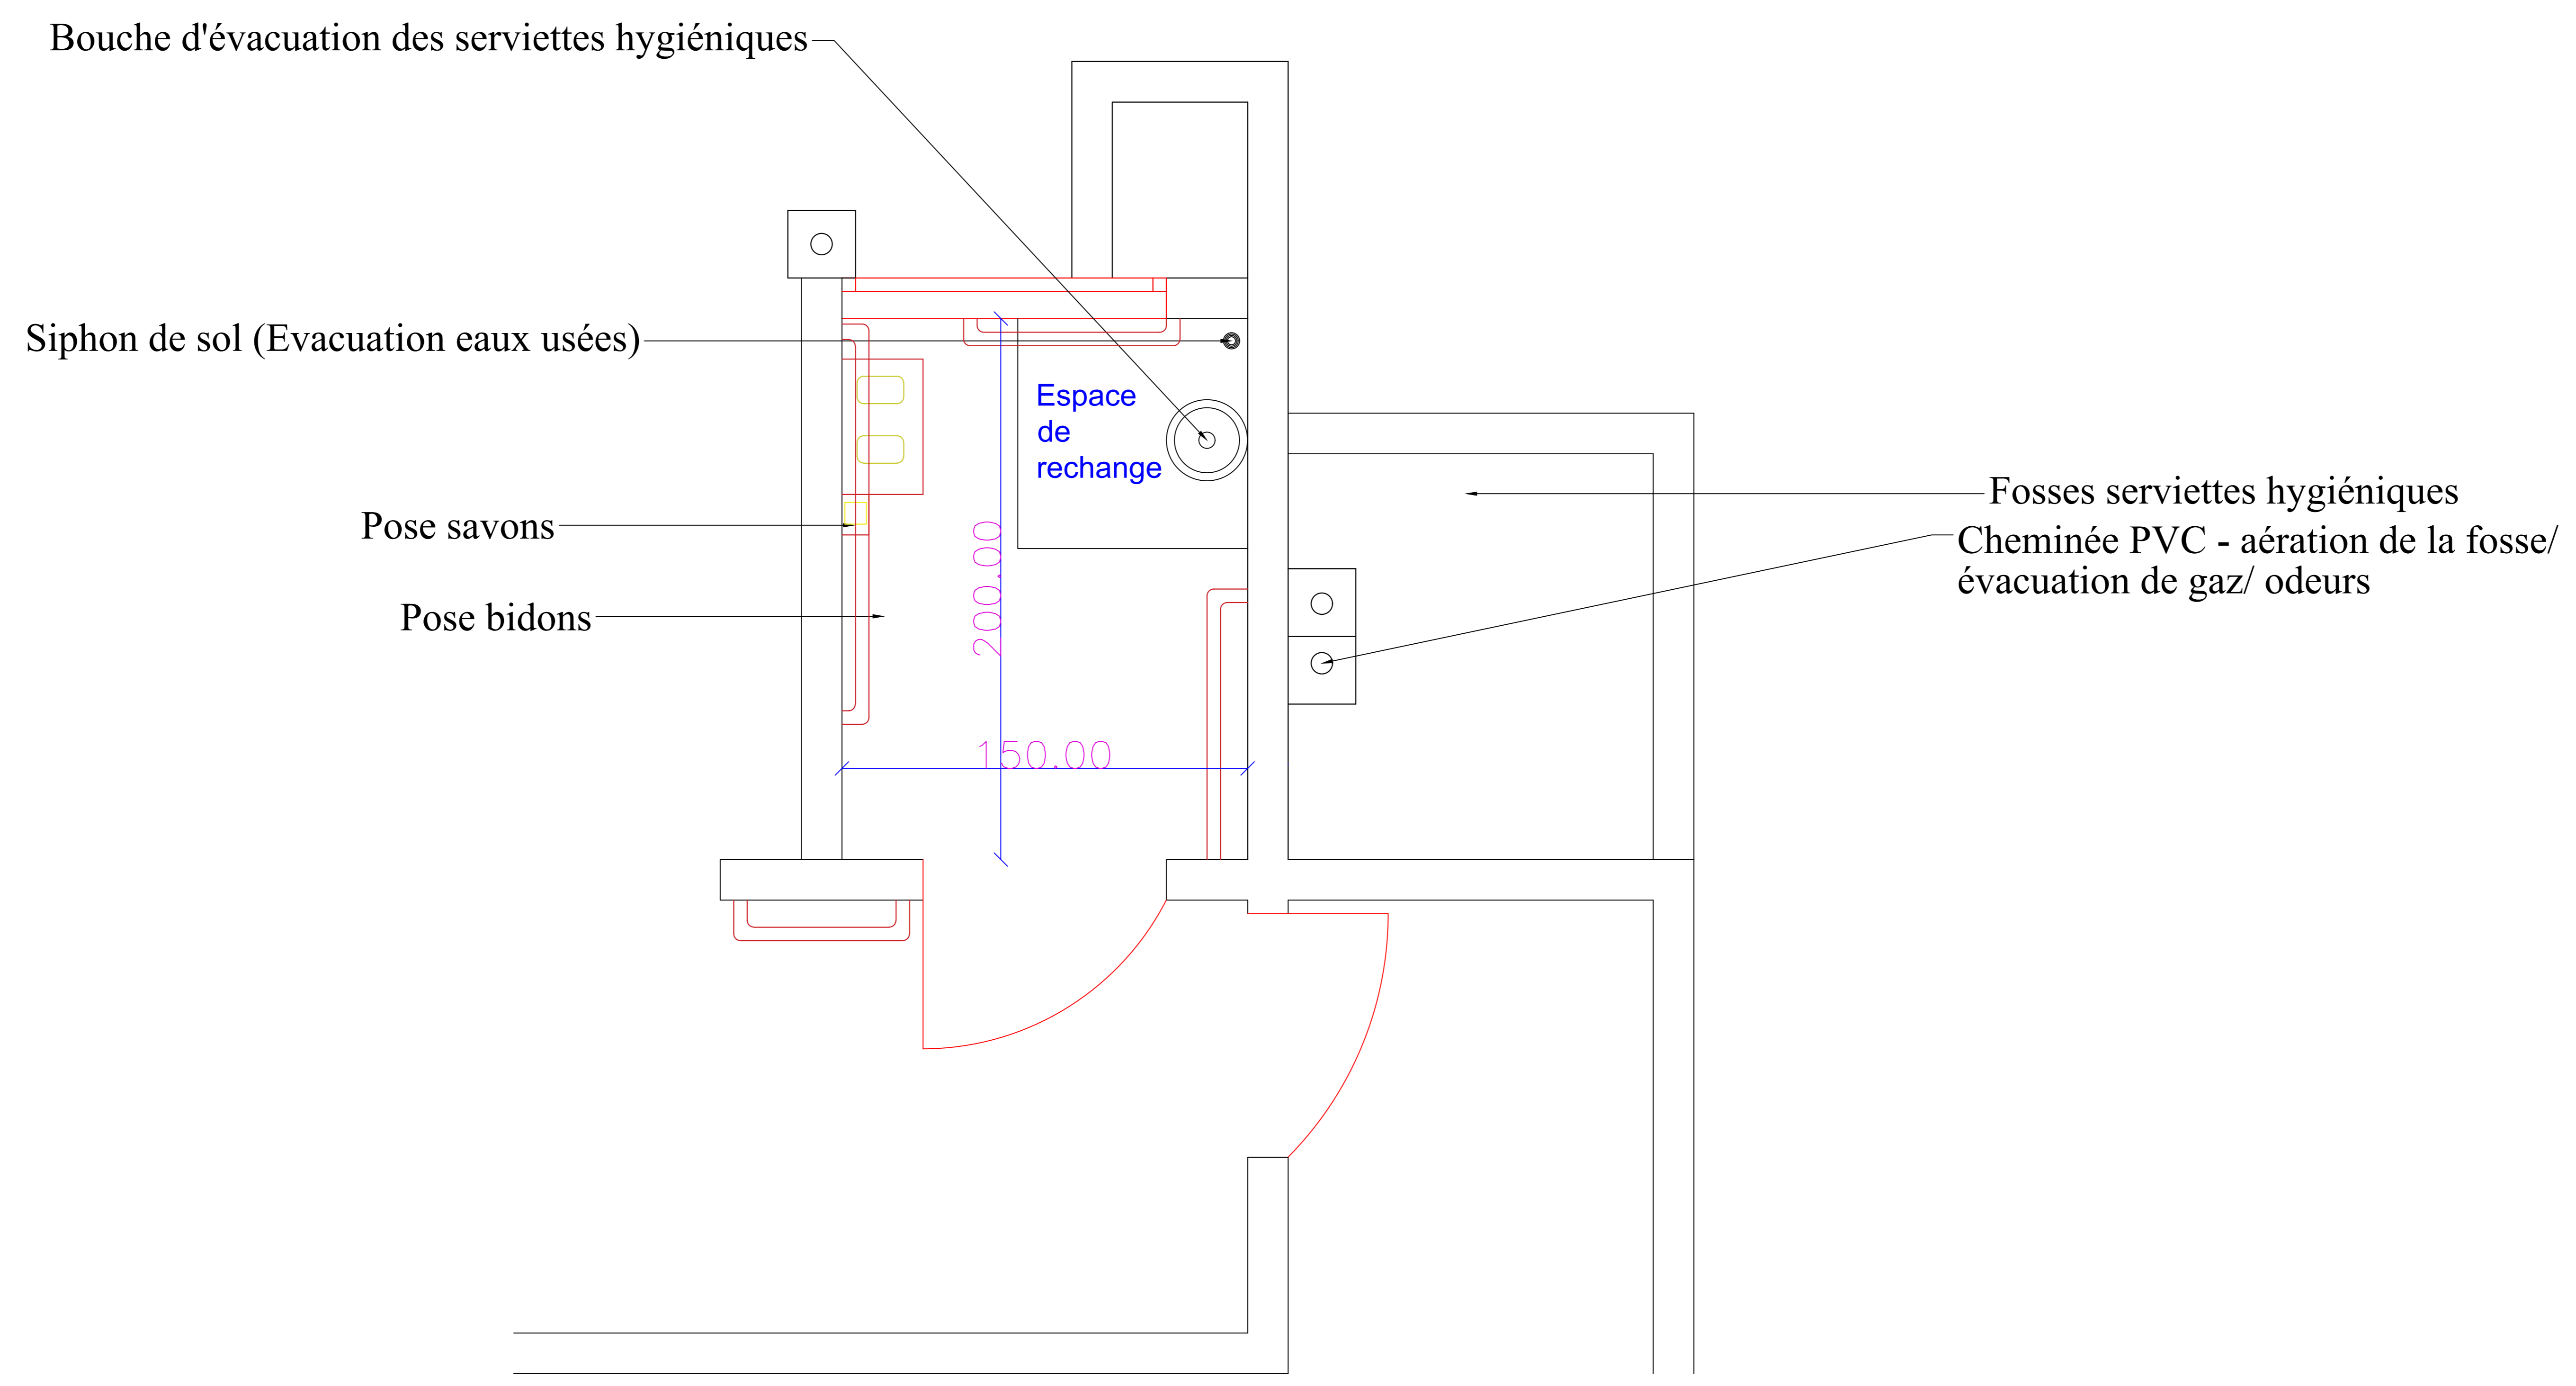 Bouche d'évacuation des serviettes hygiéniques
Siphon de sol (Evacuation eaux usées)
Espace
de
rechange
Fosses serviettes hygiéniques
Cheminée PVC - aération de la fosse/
évacuation de gaz/ odeurs
Pose savons
200.00
Pose bidons
150.00